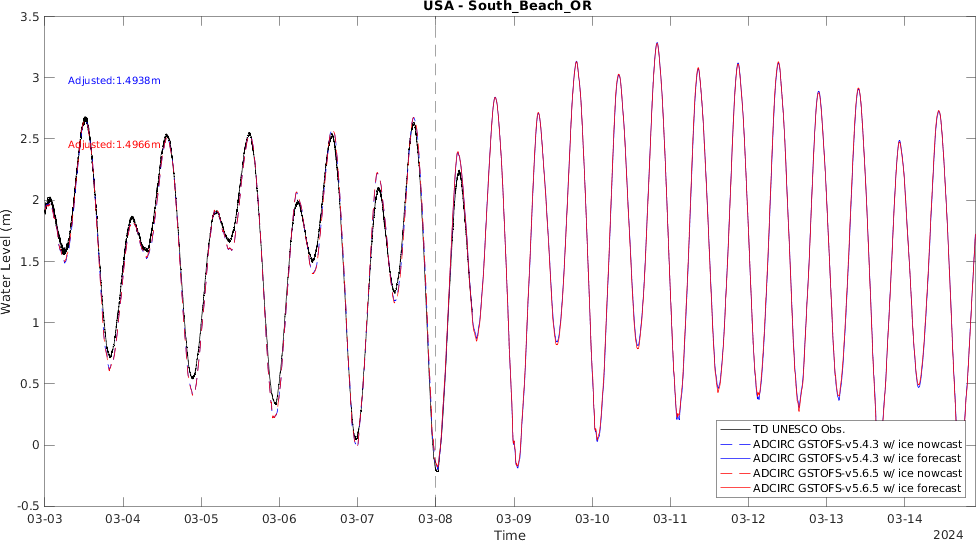 USA - South_Beach_OR
3.5
3
2.5
2
1.5
1
0.5
0
-0.5
Water Level (m)
Adjusted:1.4938m
Adjusted:1.4966m
TD UNESCO Obs.
ADCIRC GSTOFS-v5.4.3 w/ ice nowcast
ADCIRC GSTOFS-v5.4.3 w/ ice forecast
ADCIRC GSTOFS-v5.6.5 w/ ice nowcast
ADCIRC GSTOFS-v5.6.5 w/ ice forecast
03-03 03-04 03-05 03-06 03-07 03-08 03-09 03-10 03-11 03-12 03-13 03-14
Time
2024